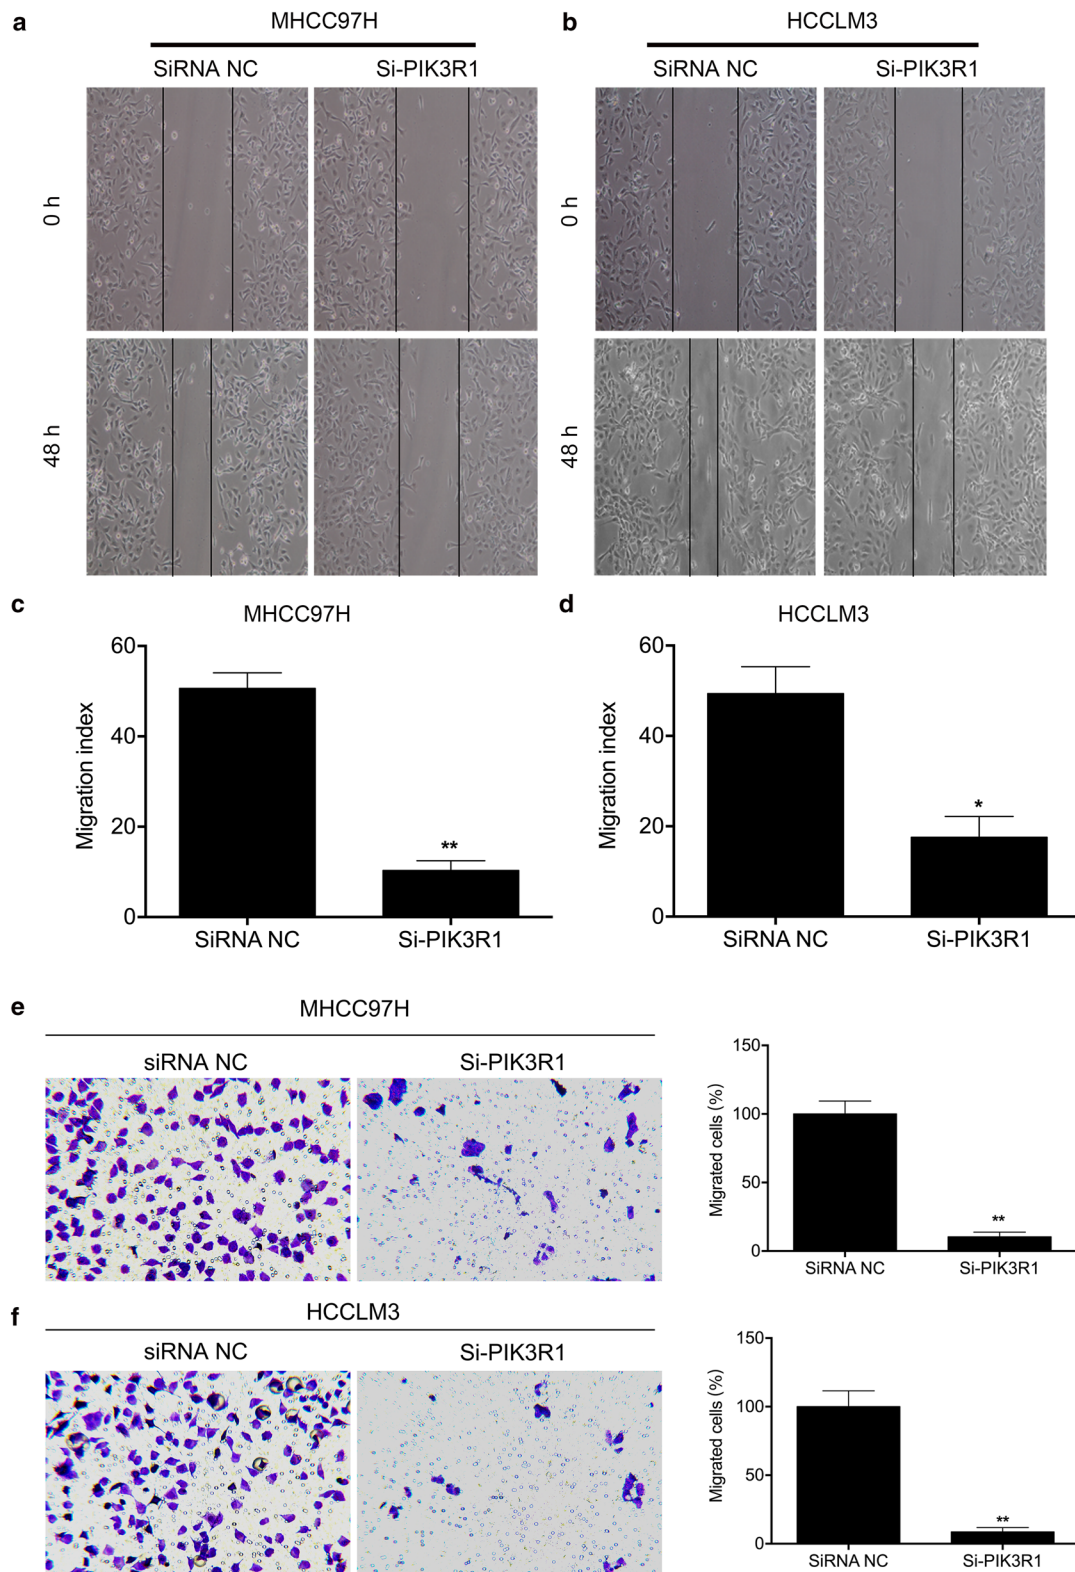 a
MHCC97H
SiRNA NC
Si-PIK3R1
0 h
48 h
b
HCCLM3
SiRNA NC
Si-PIK3R1
0 h
48 h
c
MHCC97H
Migration index
60
40
20
0
**
SiRNA NC
Si-PIK3R1
d
HCCLM3
Migration index
60
40
20
0
*
SiRNA NC
Si-PIK3R1
e
MHCC97H
siRNA NC
Si-PIK3R1
Migrated cells (%)
150
100
50
0
**
SiRNA NC
Si-PIK3R1
f
HCCLM3
siRNA NC
Si-PIK3R1
Migrated cells (%)
150
100
50
0
**
SiRNA NC
Si-PIK3R1